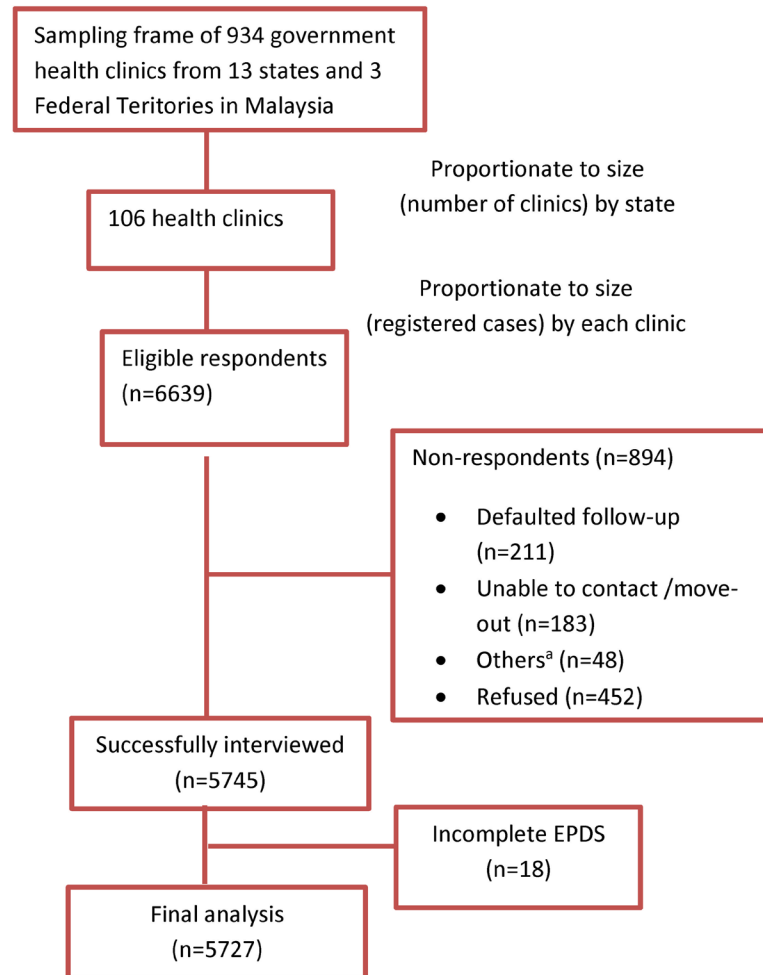 Sampling frame of 934 government
health clinics from 13 states and 3
Federal Teritories in Malaysia
Proportionate to size
(number of clinics) by state
106 health clinics
Proportionate to size
(registered cases) by each clinic
Eligible respondents
(n=6639)
Non-respondents (n=894)
• Defaulted follow-up
(n=211)
• Unable to contact /move-
out (n=183)
• Othersᵃ (n=48)
• Refused (n=452)
Successfully interviewed
(n=5745)
Incomplete EPDS
(n=18)
Final analysis
(n=5727)